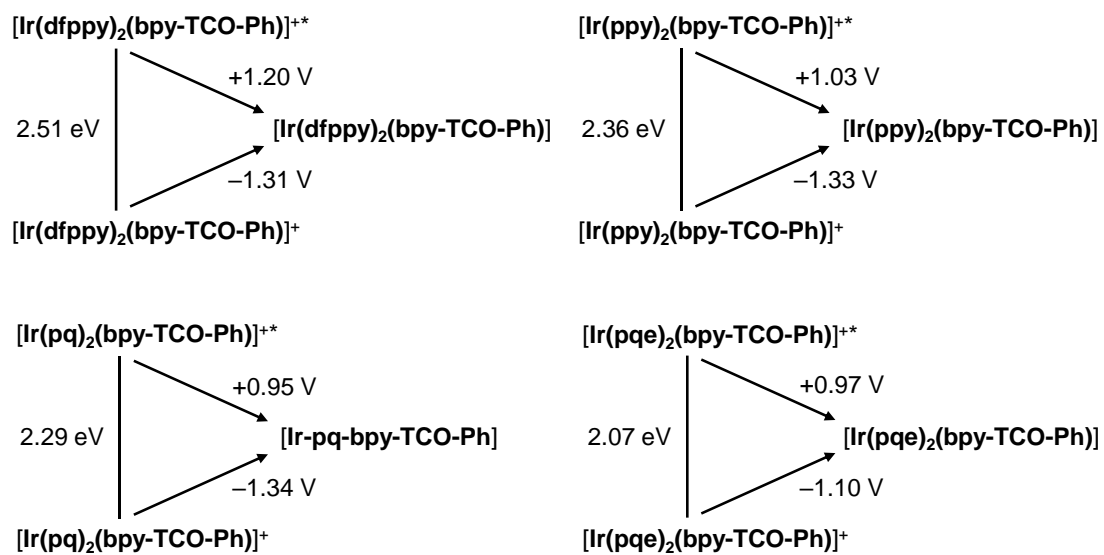 [Ir(dfppy)₂(bpy-TCO-Ph)]⁺*
+1.20 V
2.51 eV
[Ir(dfppy)₂(bpy-TCO-Ph)]
–1.31 V
[Ir(dfppy)₂(bpy-TCO-Ph)]⁺
[Ir(ppy)₂(bpy-TCO-Ph)]⁺*
+1.03 V
2.36 eV
[Ir(ppy)₂(bpy-TCO-Ph)]
–1.33 V
[Ir(ppy)₂(bpy-TCO-Ph)]⁺
[Ir(pq)₂(bpy-TCO-Ph)]⁺*
+0.95 V
2.29 eV
[Ir-pq-bpy-TCO-Ph]
–1.34 V
[Ir(pq)₂(bpy-TCO-Ph)]⁺
[Ir(pqe)₂(bpy-TCO-Ph)]⁺*
+0.97 V
2.07 eV
[Ir(pqe)₂(bpy-TCO-Ph)]
–1.10 V
[Ir(pqe)₂(bpy-TCO-Ph)]⁺